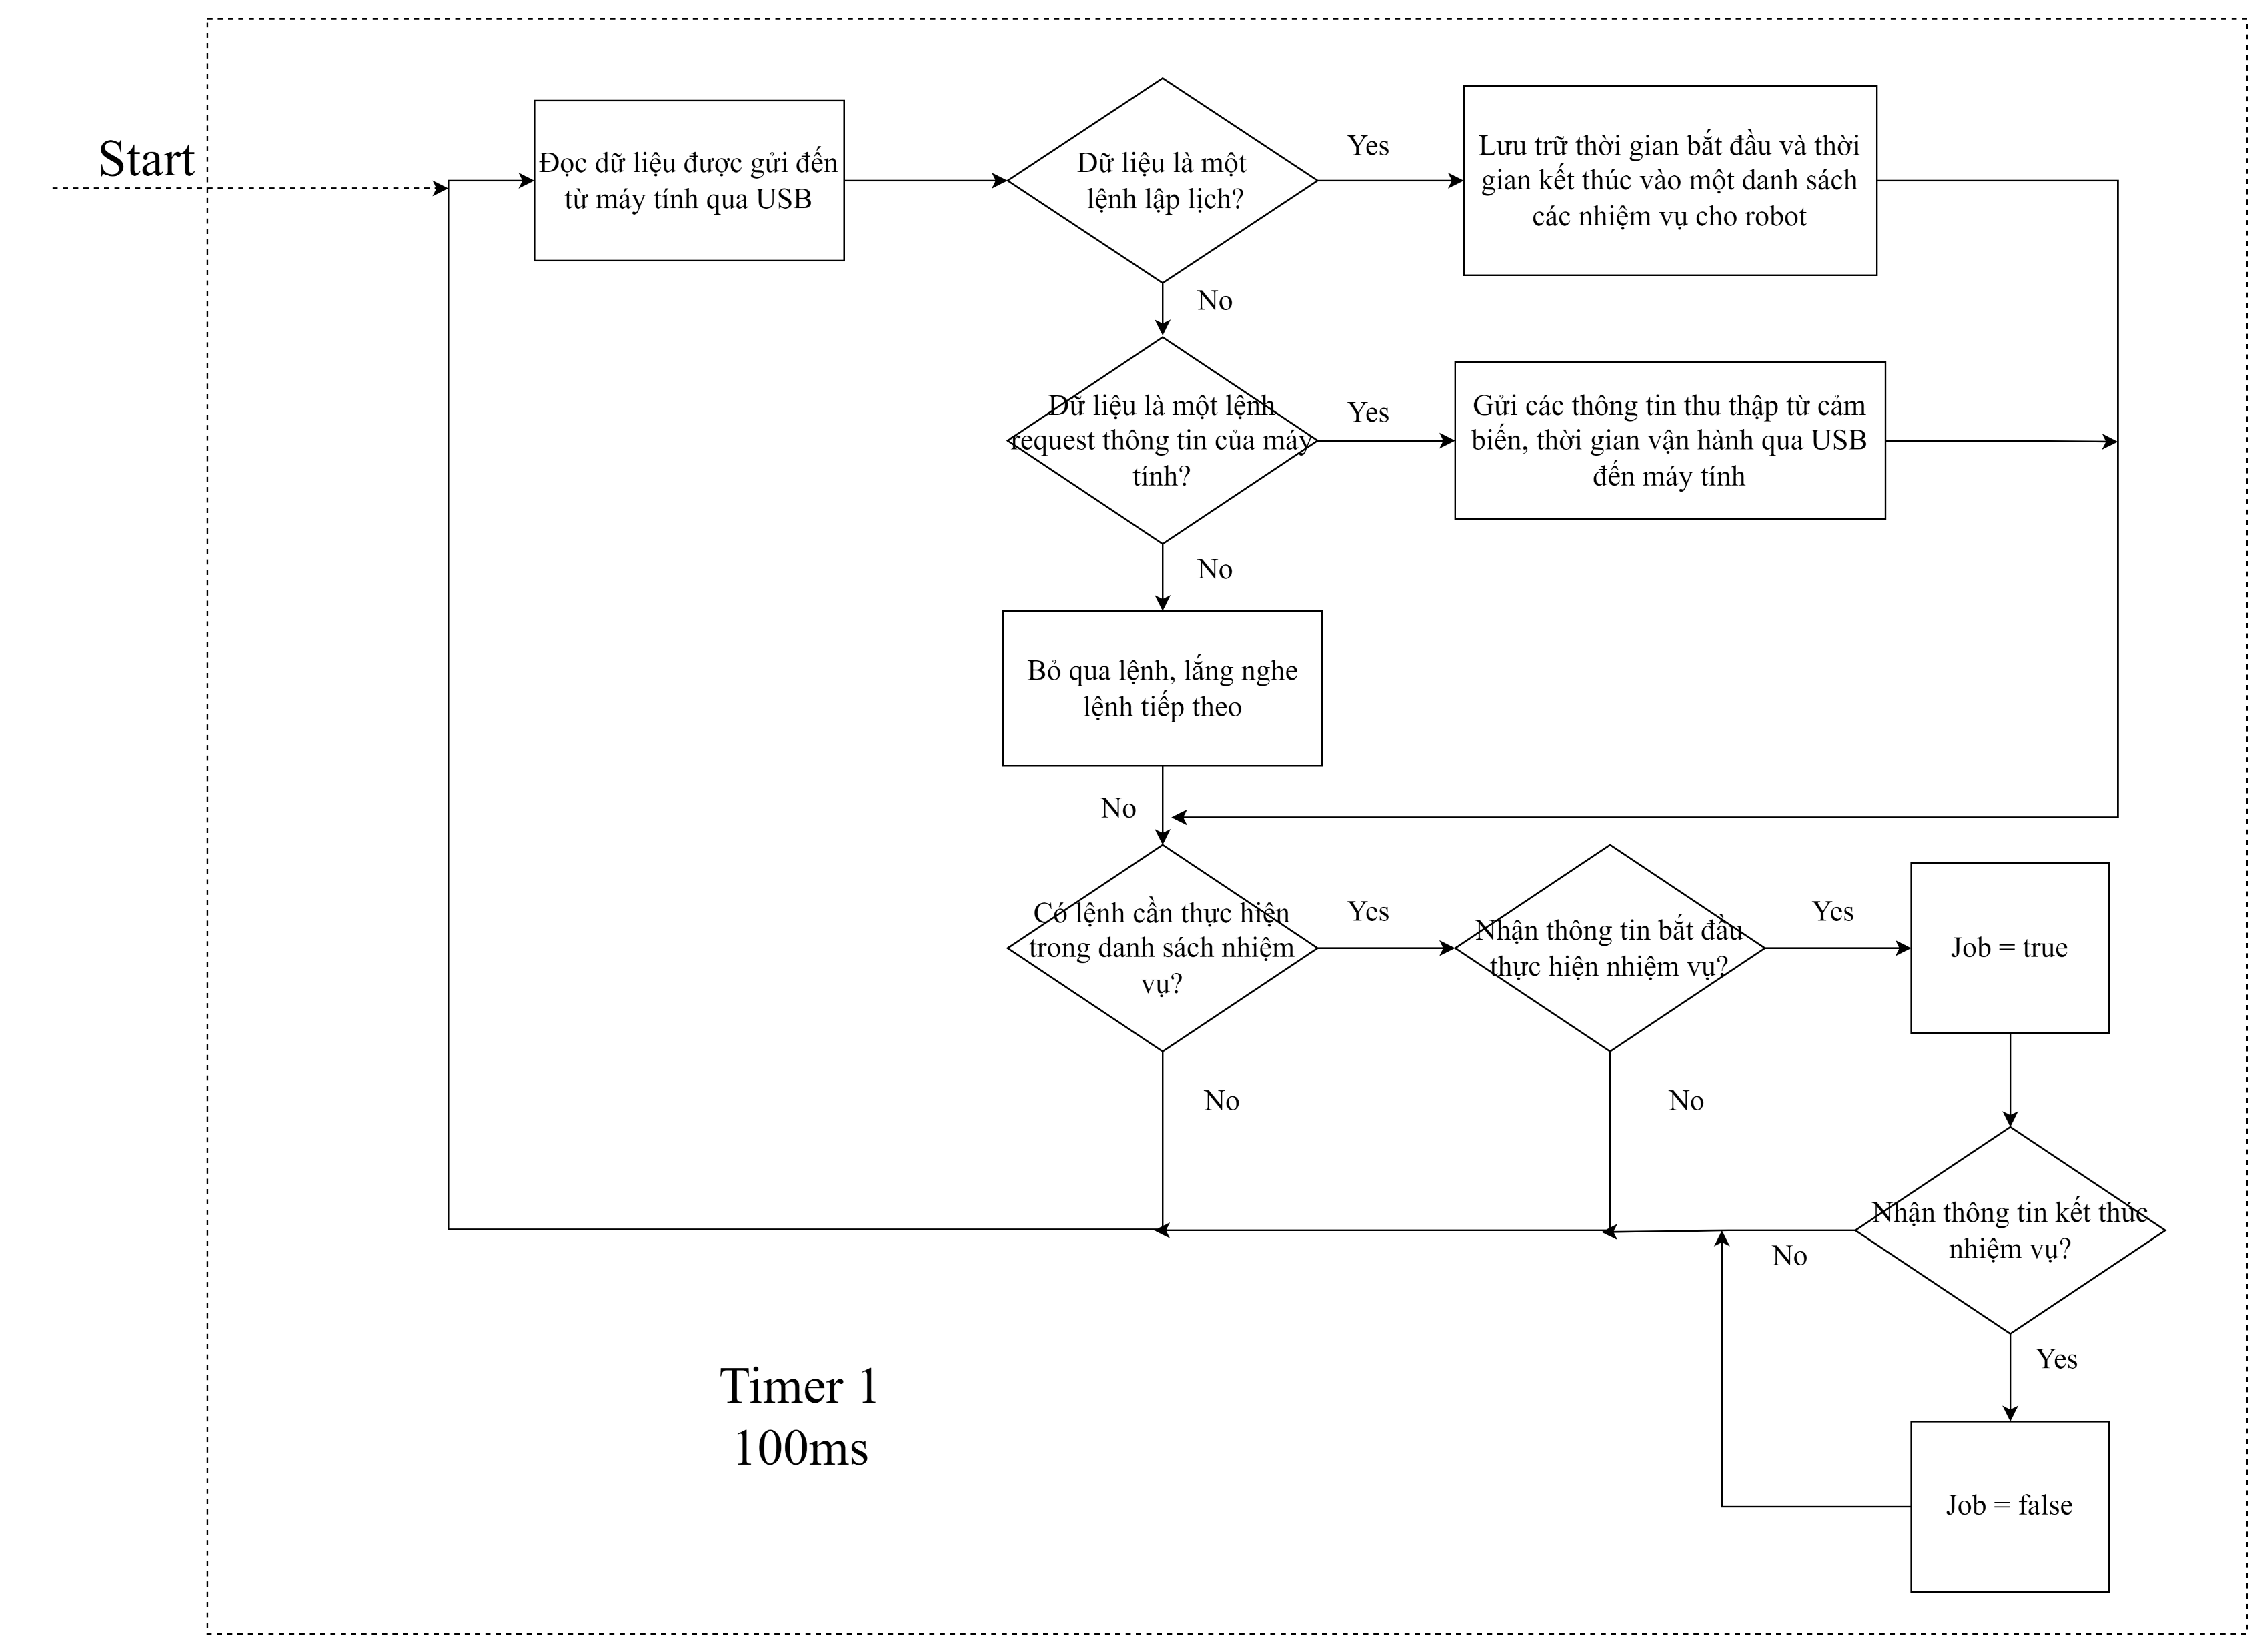 Start
Đọc dữ liệu được gửi đến
từ máy tính qua USB
Dữ liệu là một
lệnh lập lịch?
Yes
Lưu trữ thời gian bắt đầu và thời
gian kết thúc vào một danh sách
các nhiệm vụ cho robot
No
Dữ liệu là một lệnh
request thông tin của máy
tính?
Yes
Gửi các thông tin thu thập từ cảm
biến, thời gian vận hành qua USB
đến máy tính
No
Bỏ qua lệnh, lắng nghe
lệnh tiếp theo
No
Có lệnh cần thực hiện
trong danh sách nhiệm
vụ?
Yes
Nhận thông tin bắt đầu
thực hiện nhiệm vụ?
Yes
Job = true
No
No
Nhận thông tin kết thúc
nhiệm vụ?
No
Yes
Job = false
Timer 1
100ms